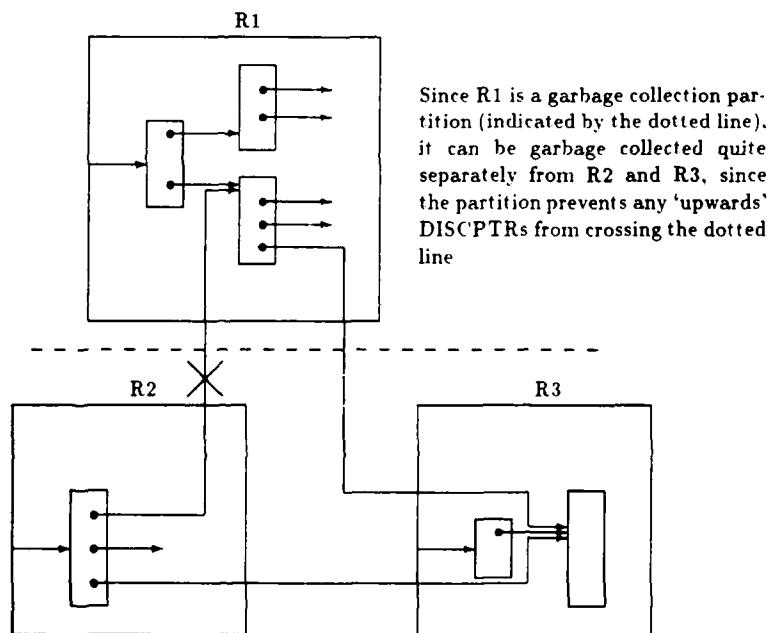 R1
Since R1 is a garbage collection par-
tition (indicated by the dotted line),
it can be garbage collected quite
separately from R2 and R3, since
the partition prevents any 'upwards'
DISCPTRs from crossing the dotted
line
R2
R3